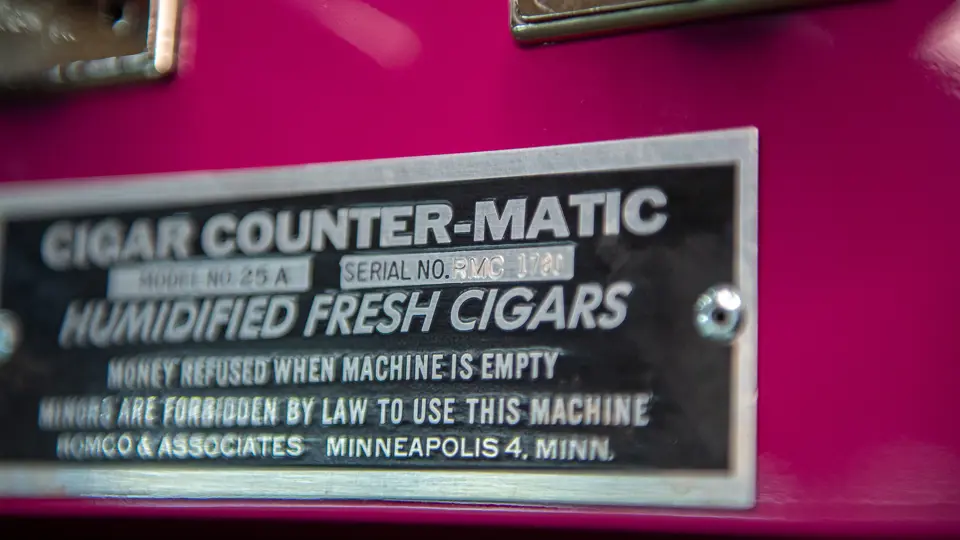 CIGAR COUNTER-MATIC
MODEL NO. 25 A SERIAL NO. RMC
HUMIDIFIED FRESH CIGARS
MONEY REFUSED WHEN MACHINE IS EMPTY
MINORS ARE FORBIDDEN BY LAW TO USE THIS MACHINE
& ASSOCIATES MINNEAPOLIS 4, MINN.